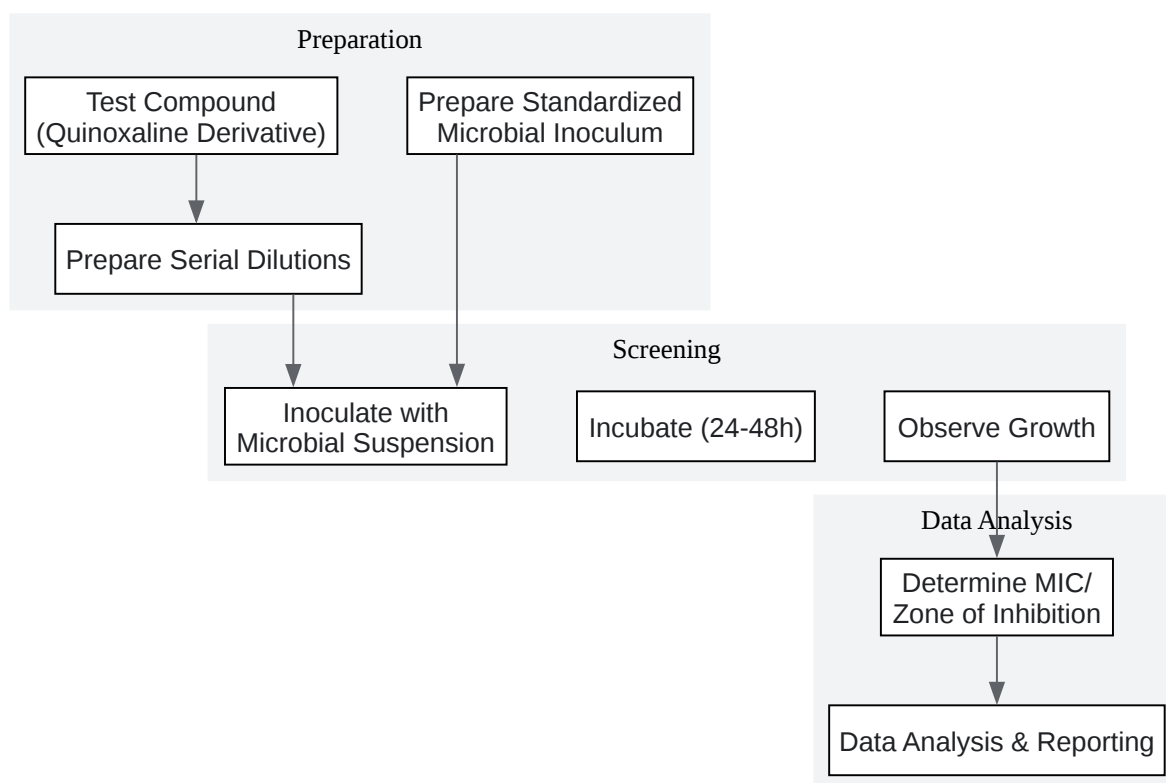 Preparation
Test Compound
(Quinoxaline Derivative)
Prepare Standardized
Microbial Inoculum
Prepare Serial Dilutions
Screening
Inoculate with
Microbial Suspension
Incubate (24-48h)
Observe Growth
Data Analysis
Determine MIC/
Zone of Inhibition
Data Analysis & Reporting